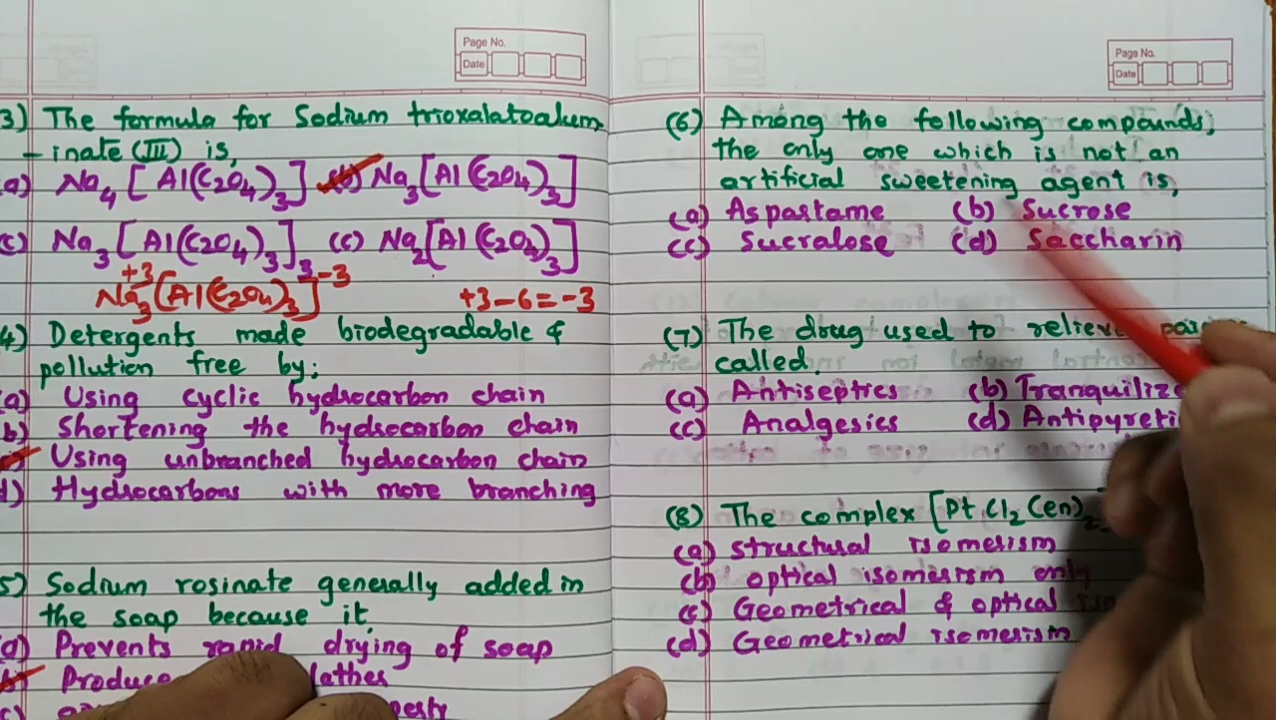 Page No.
Date
3) The formula for Sodium trioxalatoalum
-inate (III) is,
(a) Na4 [Al(C2O4)3] (b) Na3[Al(C2O4)3]
(c) Na3[Al(C2O4)3]3 (c) Na2[Al(C2O4)3]
Na3+3[Al(C2O4)3]-3 +3-6=-3
4) Detergents made biodegradable &
pollution free by;
(a) Using cyclic hydrocarbon chain
b) Shortening the hydrocarbon chain
c) Using unbranched hydrocarbon chain
d) Hydrocarbons with more branching
5) Sodium rosinate generally added in
the soap because it,
(a) Prevents rapid drying of soap
b) Produce lather
c)
Page No.
Date
(6) Among the following compounds,
the only one which is not an
artificial sweetening agent is,
(a) Aspartame (b) Sucrose
(c) Sucralose (d) Saccharin
(7) The drug used to relieve
called.
(a) Antiseptics (b) Tranquilize
(c) Analgesics (d) Antipyreti
(8) The complex [Pt Cl2 (en)2
(a) structural isomerism
(b) optical isomerism only
(c) Geometrical & optical
(d) Geometrical isomerism